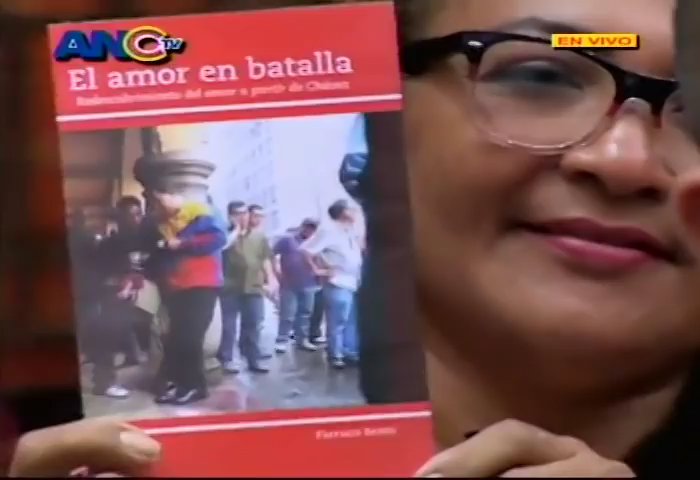 ANC TV
EN VIVO
El amor en batalla
Redescubrimiento del amor a partir de Chávez